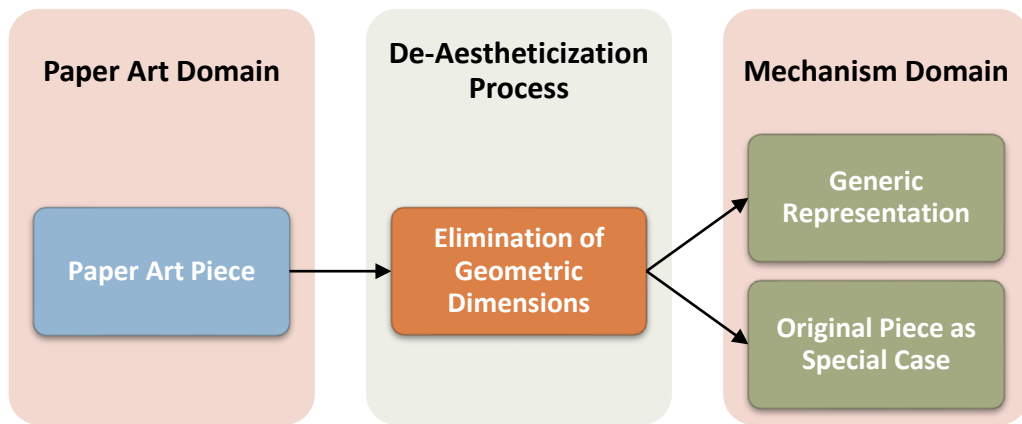 Paper Art Domain
Paper Art Piece
De-Aestheticization
Process
Elimination of
Geometric
Dimensions
Mechanism Domain
Generic
Representation
Original Piece as
Special Case